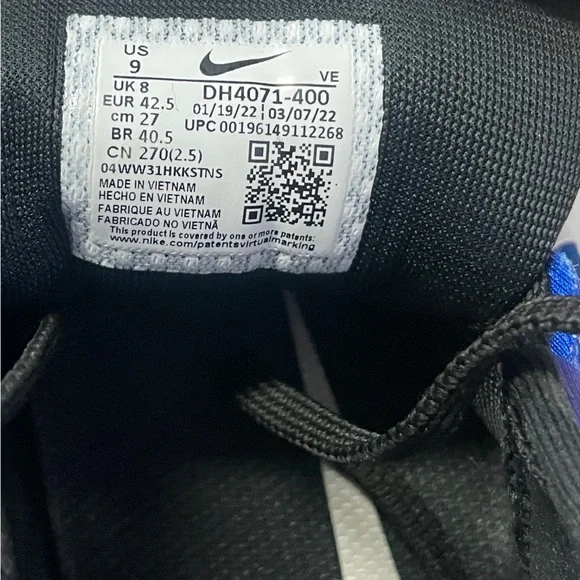 US
9
VE
UK 8
DH4071-400
EUR 42.5
01/19/22 | 03/07/22
cm 27
UPC 00196149112268
BR 40.5
CN 270(2.5)
04WW31HKKSTNS
MADE IN VIETNAM
HECHO EN VIETNAM
FABRIQUE AU VIETNAM
FABRICADO NO VIETNÃ
This product is covered by one or more patents:
www.nike.com/patentsvirtualmarking